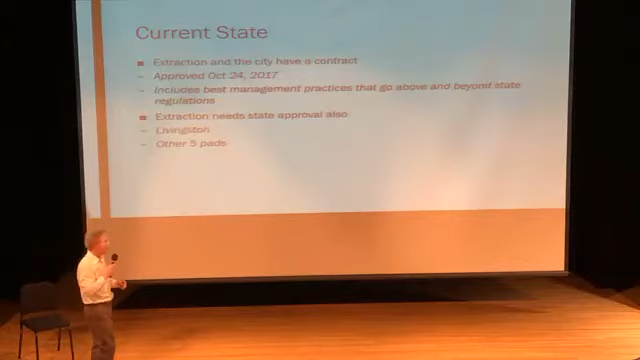 Current State
■ Extraction and the city have a contract
– Approved Oct 24, 2017
– Includes best management practices that go above and beyond state
regulations
■ Extraction needs state approval also
– Livingston
– Other 5 pads